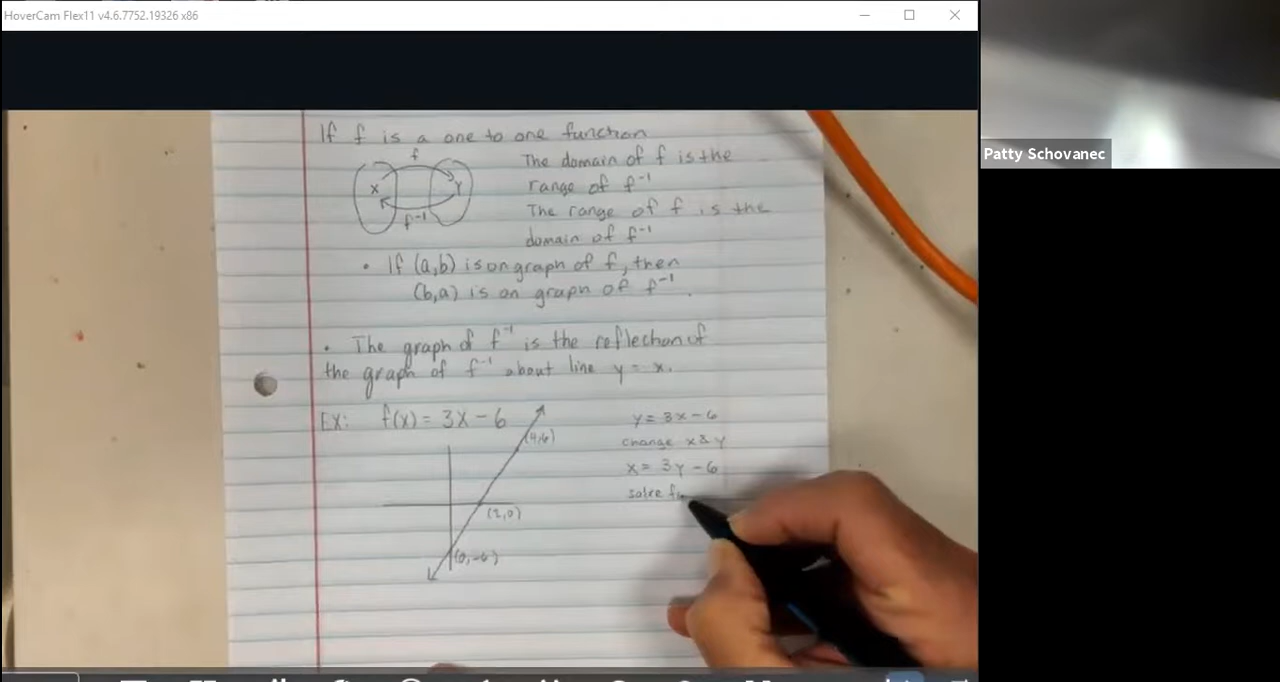 HoverCam Flex11 v4.6.7752.19326 x86
Patty Schovanec
If f is a one to one function
f
x
y
f⁻¹
The domain of f is the
range of f⁻¹
The range of f is the
domain of f⁻¹
• If (a,b) is on graph of f, then
(b,a) is on graph of f⁻¹.
• The graph of f⁻¹ is the reflection of
the graph of f⁻¹ about line y = x.
EX: f(x) = 3x - 6
(4,6)
(2,0)
(0,-6)
y = 3x - 6
change x & y
x = 3y - 6
solve fo